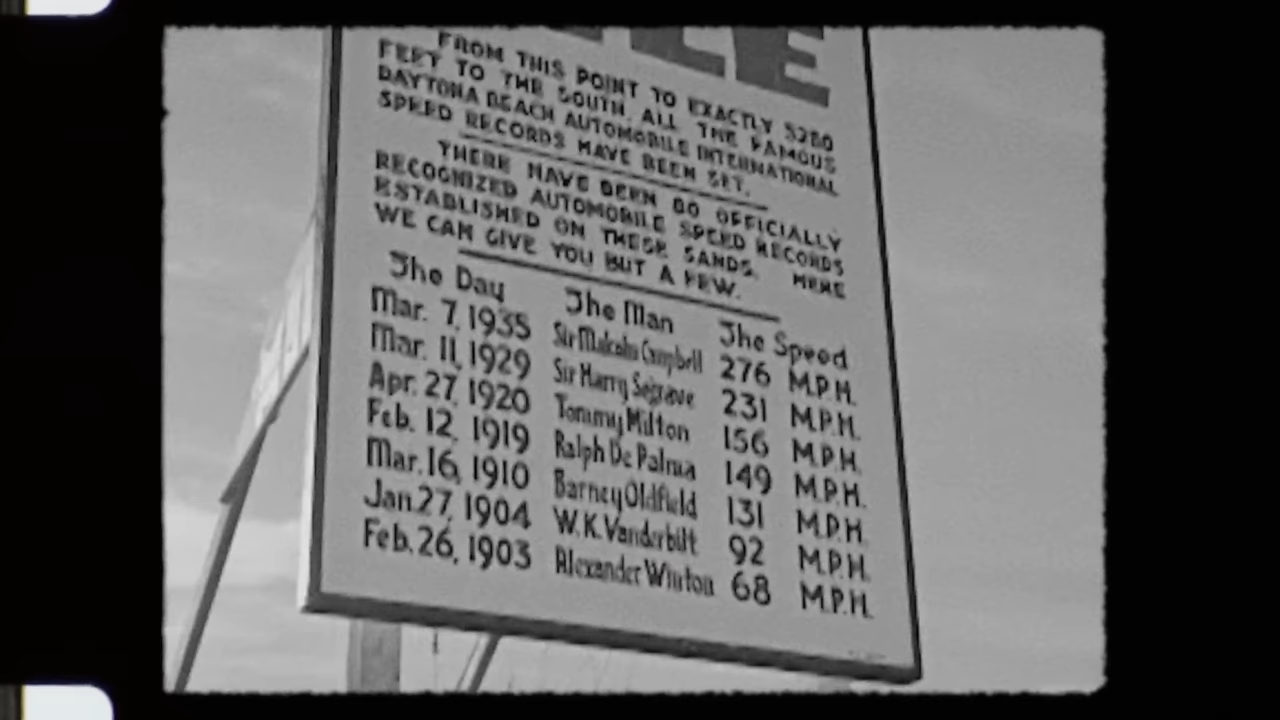 FROM THIS POINT TO EXACTLY 5280
FEET TO THE SOUTH, ALL THE FAMOUS
DAYTONA BEACH AUTOMOBILE INTERNATIONAL
SPEED RECORDS HAVE BEEN SET.
THERE HAVE BEEN 80 OFFICIALLY
RECOGNIZED AUTOMOBILE SPEED RECORDS
ESTABLISHED ON THESE SANDS. HERE
WE CAN GIVE YOU BUT A FEW.
The Day The Man The Speed
Mar. 7, 1935 Sir Malcolm Campbell 276 M.P.H.
Mar. 11, 1929 Sir Harry Segrave 231 M.P.H.
Apr. 27, 1920 Tommy Milton 156 M.P.H.
Feb. 12, 1919 Ralph De Palma 149 M.P.H.
Mar. 16, 1910 Barney Oldfield 131 M.P.H.
Jan. 27, 1904 W. K. Vanderbilt 92 M.P.H.
Feb. 26, 1903 Alexander Winton 68 M.P.H.